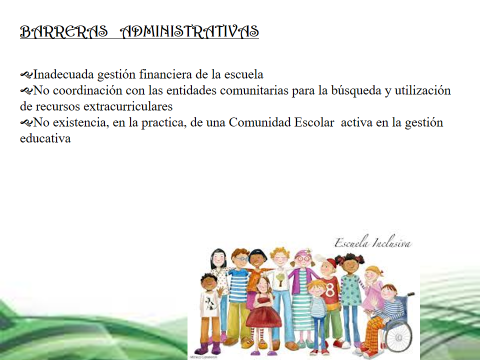 BARRERAS ADMINISTRATIVAS
Inadecuada gestión financiera de la escuela
No coordinación con las entidades comunitarias para la búsqueda y utilización
de recursos extracurriculares
No existencia, en la practica, de una Comunidad Escolar activa en la gestión
educativa
Escuela Inclusiva
8